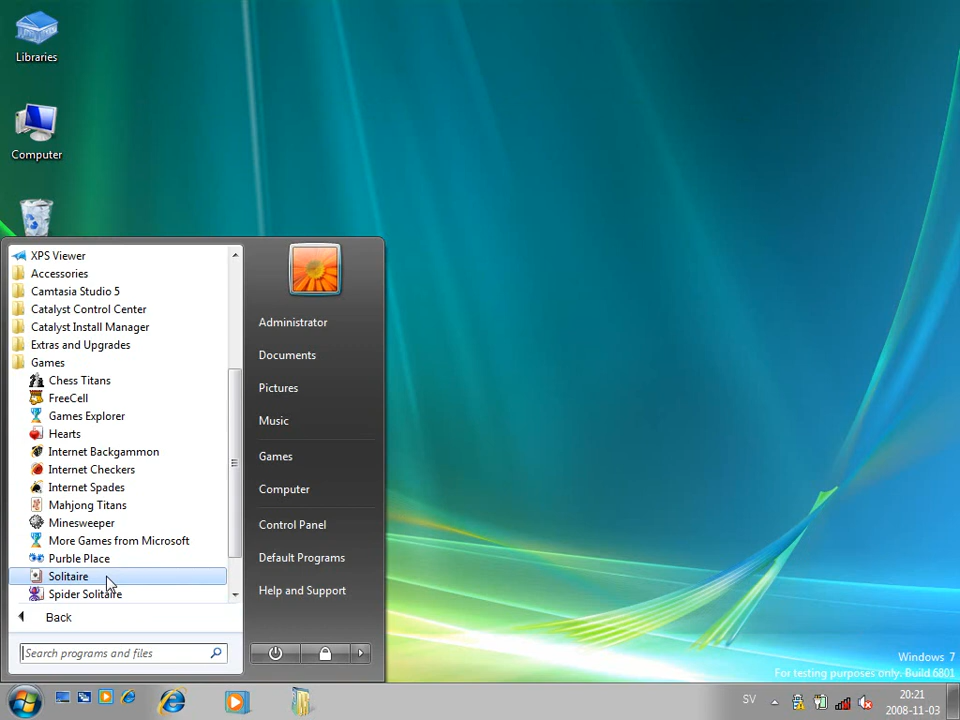 Libraries
Computer
XPS Viewer
Accessories
Camtasia Studio 5
Catalyst Control Center
Catalyst Install Manager
Extras and Upgrades
Games
Chess Titans
FreeCell
Games Explorer
Hearts
Internet Backgammon
Internet Checkers
Internet Spades
Mahjong Titans
Minesweeper
More Games from Microsoft
Purble Place
Solitaire
Spider Solitaire
Back
Search programs and files
Administrator
Documents
Pictures
Music
Games
Computer
Control Panel
Default Programs
Help and Support
Windows 7
For testing purposes only. Build 6801
SV
20:21
2008-11-03